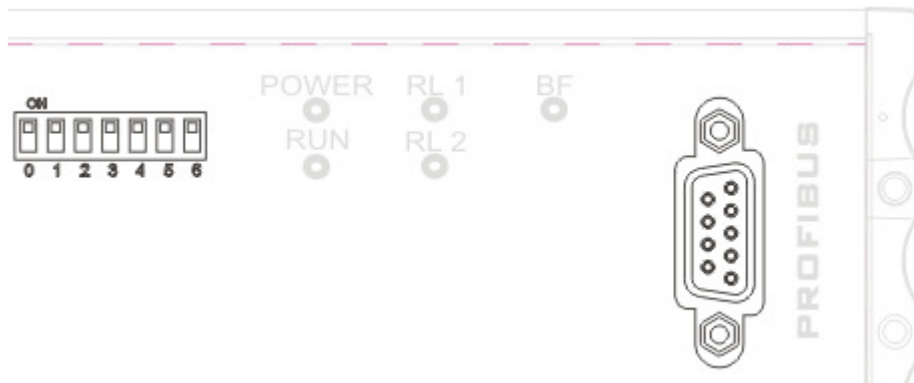 POWER RL 1 BF
ON
RUN RL 2
0 1 2 3 4 5 6
PROFIBUS